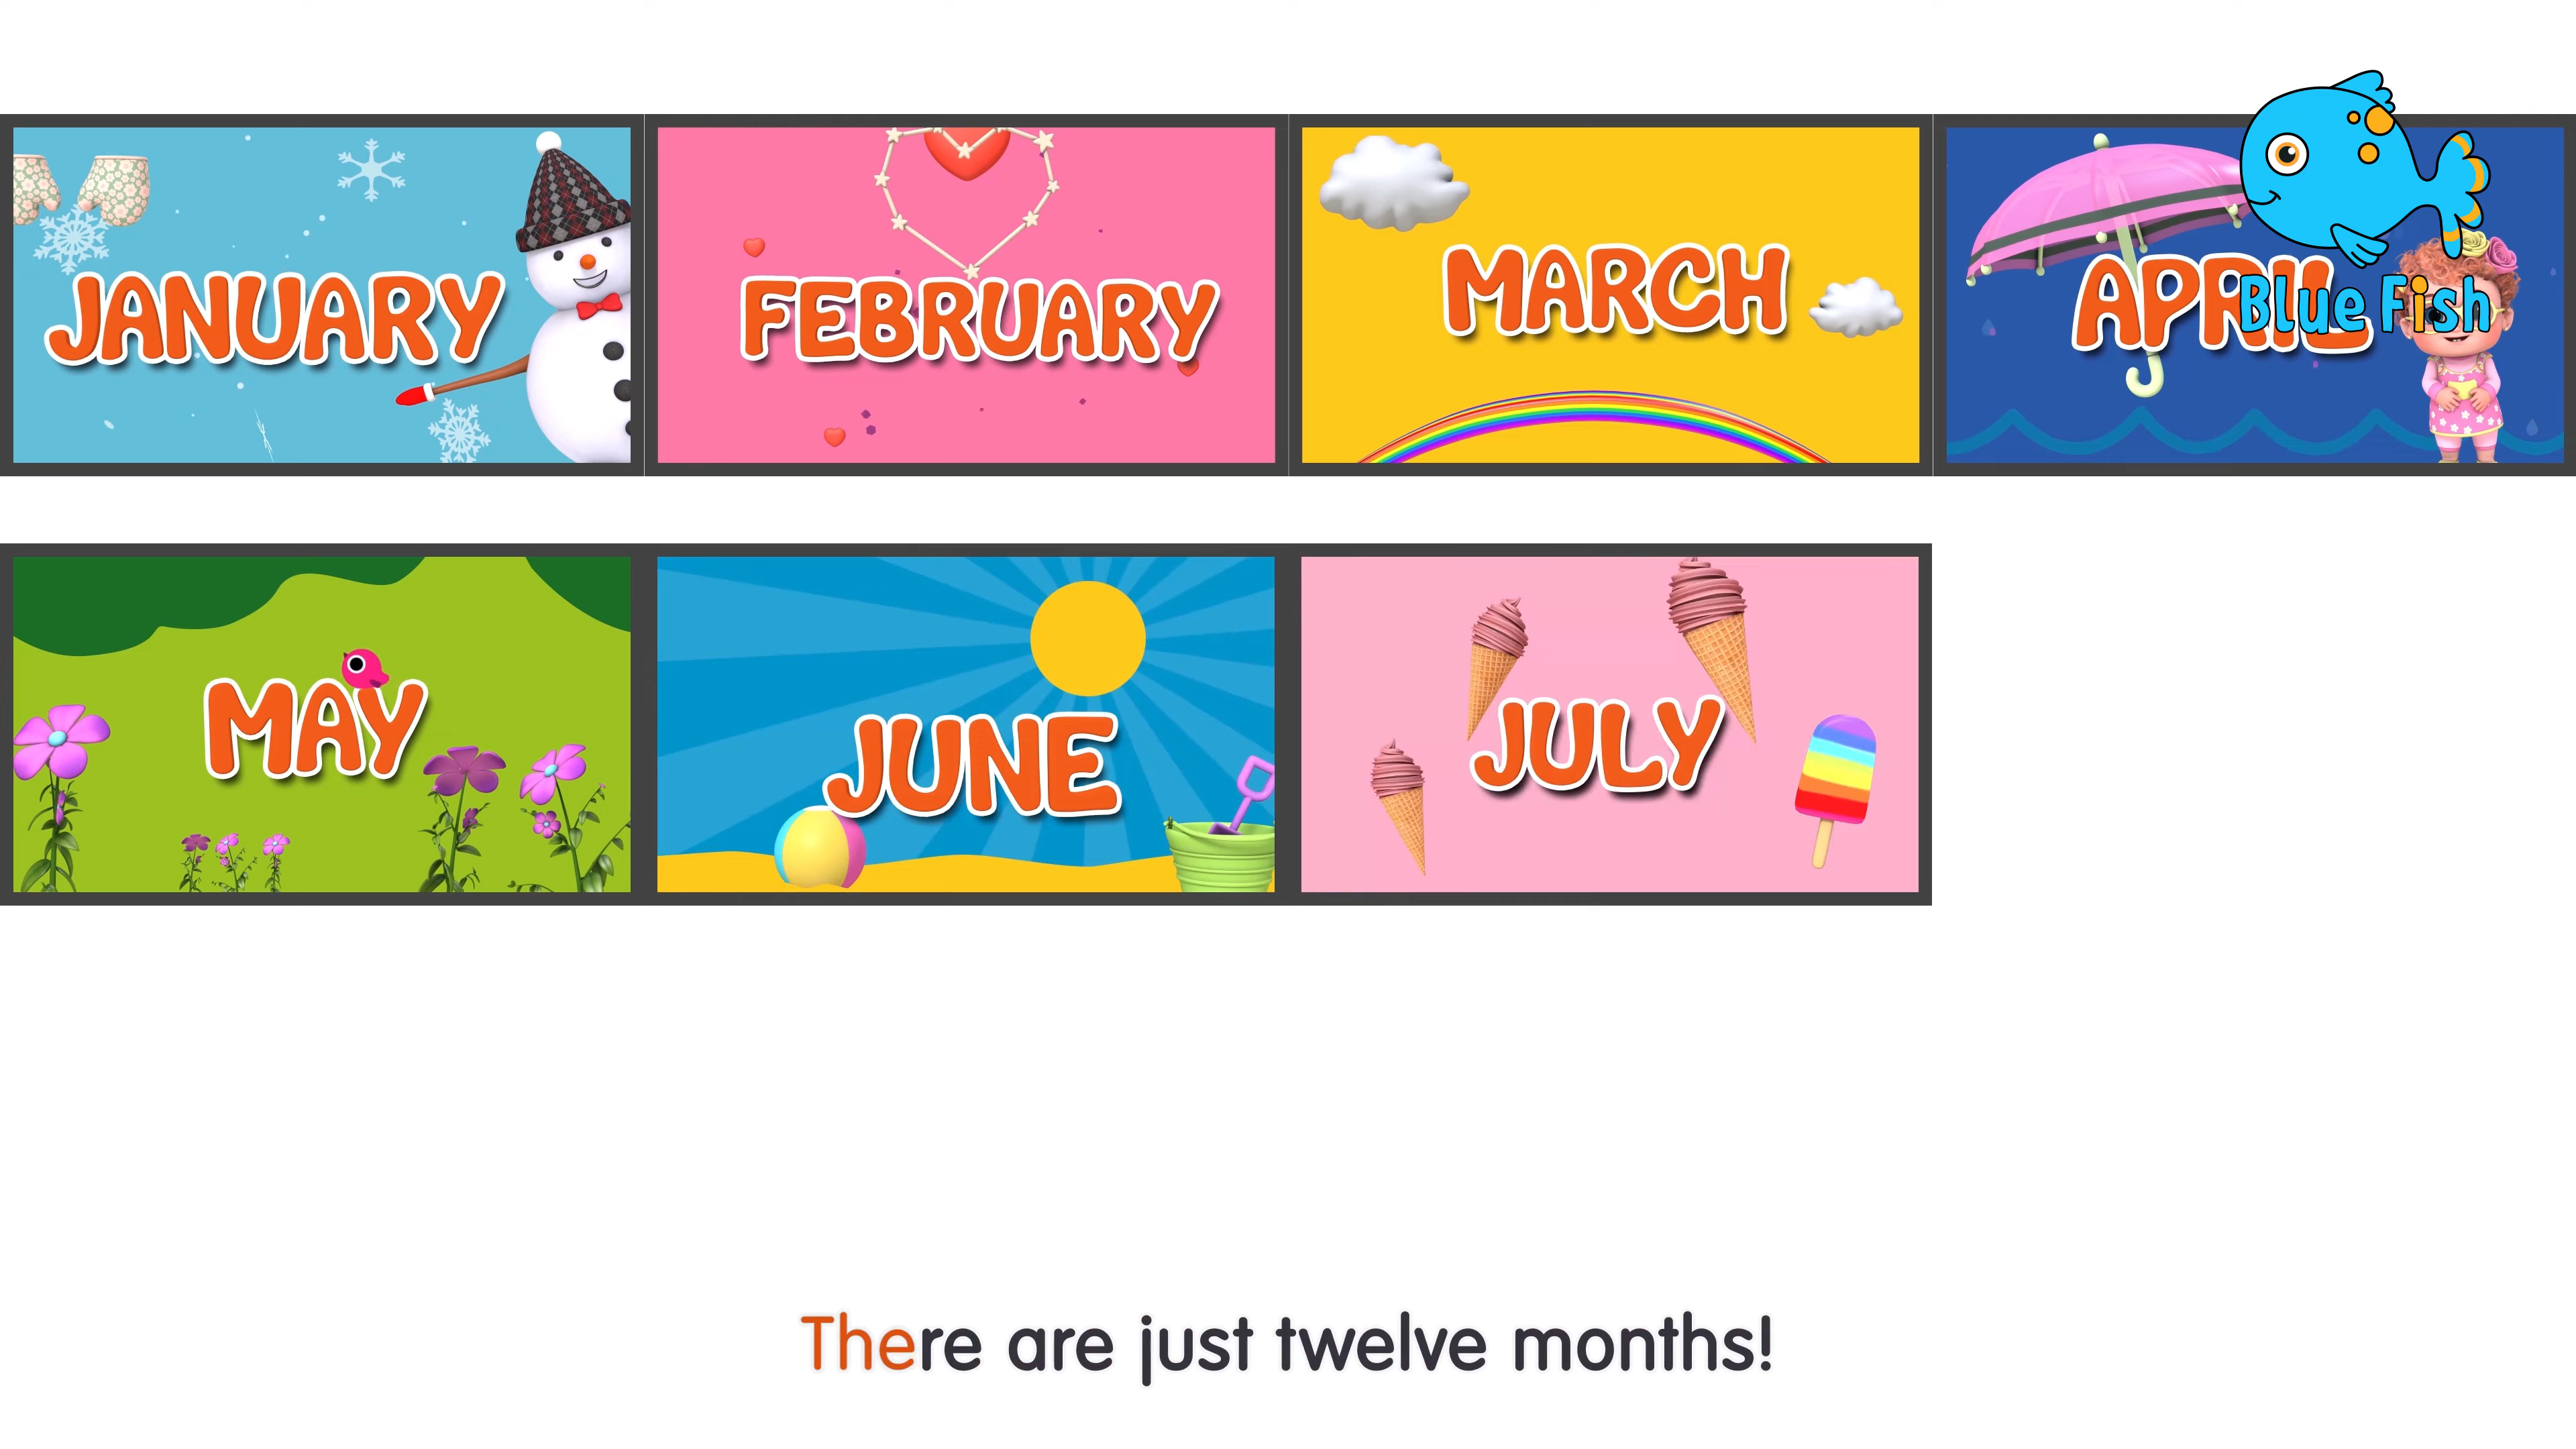 JANUARY
FEBRUARY
MARCH
APRIL
Blue Fish
MAY
JUNE
JULY
There are just twelve months!